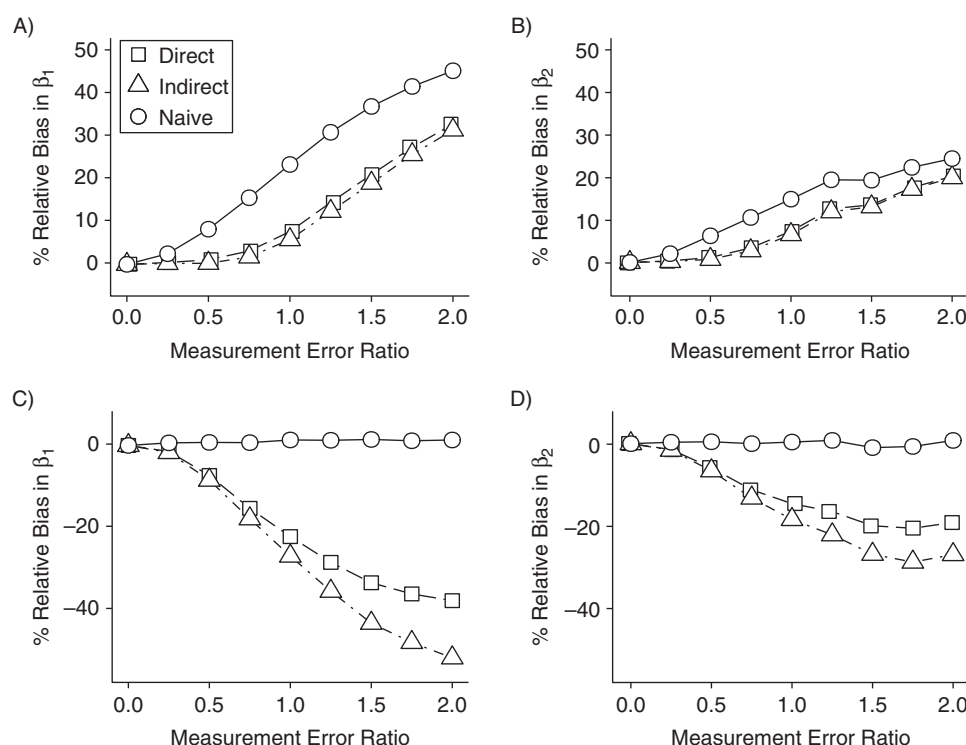 A)
% Relative Bias in β1
50
40
30
20
10
0
Direct
Indirect
Naive
0.0 0.5 1.0 1.5 2.0
Measurement Error Ratio
B)
% Relative Bias in β2
50
40
30
20
10
0
0.0 0.5 1.0 1.5 2.0
Measurement Error Ratio
C)
% Relative Bias in β1
0
–20
–40
0.0 0.5 1.0 1.5 2.0
Measurement Error Ratio
D)
% Relative Bias in β2
0
–20
–40
0.0 0.5 1.0 1.5 2.0
Measurement Error Ratio